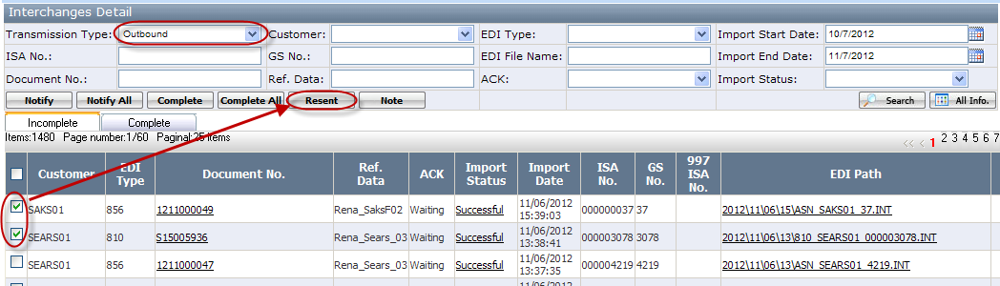 Interchanges Detail
Transmission Type: Outbound Customer: EDI Type: Import Start Date: 10/7/2012
ISA No.: GS No.: EDI File Name: Import End Date: 11/7/2012
Document No.: Ref. Data: ACK: Import Status:
Notify Notify All Complete Complete All Resent Note Search All Info.
Incomplete Complete
Items:1480 Page number:1/60 Paginal:25 items << < 1 2 3 4 5 6 7
Customer EDI Type Document No. Ref. Data ACK Import Status Import Date ISA No. GS No. 997 ISA No. EDI Path
SAKS01 856 1211000049 Rena_SaksF02 Waiting Successful 11/06/2012 15:39:03 000000037 37 2012\11\06\15\ASN_SAKS01_37.INT
SEARS01 810 S15005936 Rena_Sears_03 Waiting Successful 11/06/2012 13:38:41 000003078 3078 2012\11\06\13\810_SEARS01_000003078.INT
SEARS01 856 1211000047 Rena_Sears_03 Waiting Successful 11/06/2012 13:37:35 000004219 4219 2012\11\06\13\ASN_SEARS01_4219.INT
11/06/2012